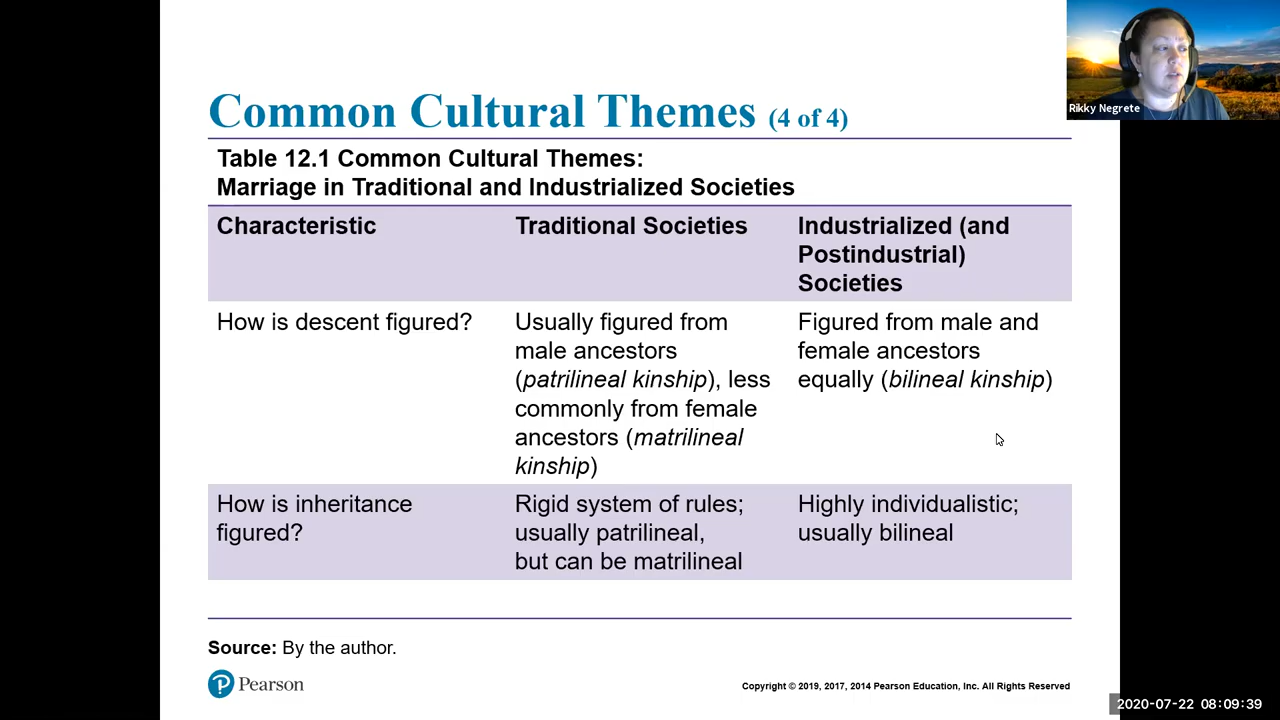 Common Cultural Themes (4 of 4)
Rikky Negrete
Table 12.1 Common Cultural Themes:
Marriage in Traditional and Industrialized Societies
Characteristic
Traditional Societies
Industrialized (and
Postindustrial)
Societies
How is descent figured?
Usually figured from
male ancestors
(patrilineal kinship), less
commonly from female
ancestors (matrilineal
kinship)
Figured from male and
female ancestors
equally (bilineal kinship)
How is inheritance
figured?
Rigid system of rules;
usually patrilineal,
but can be matrilineal
Highly individualistic;
usually bilineal
Source: By the author.
Pearson
Copyright © 2019, 2017, 2014 Pearson Education, Inc. All Rights Reserved
2020-07-22 08:09:39